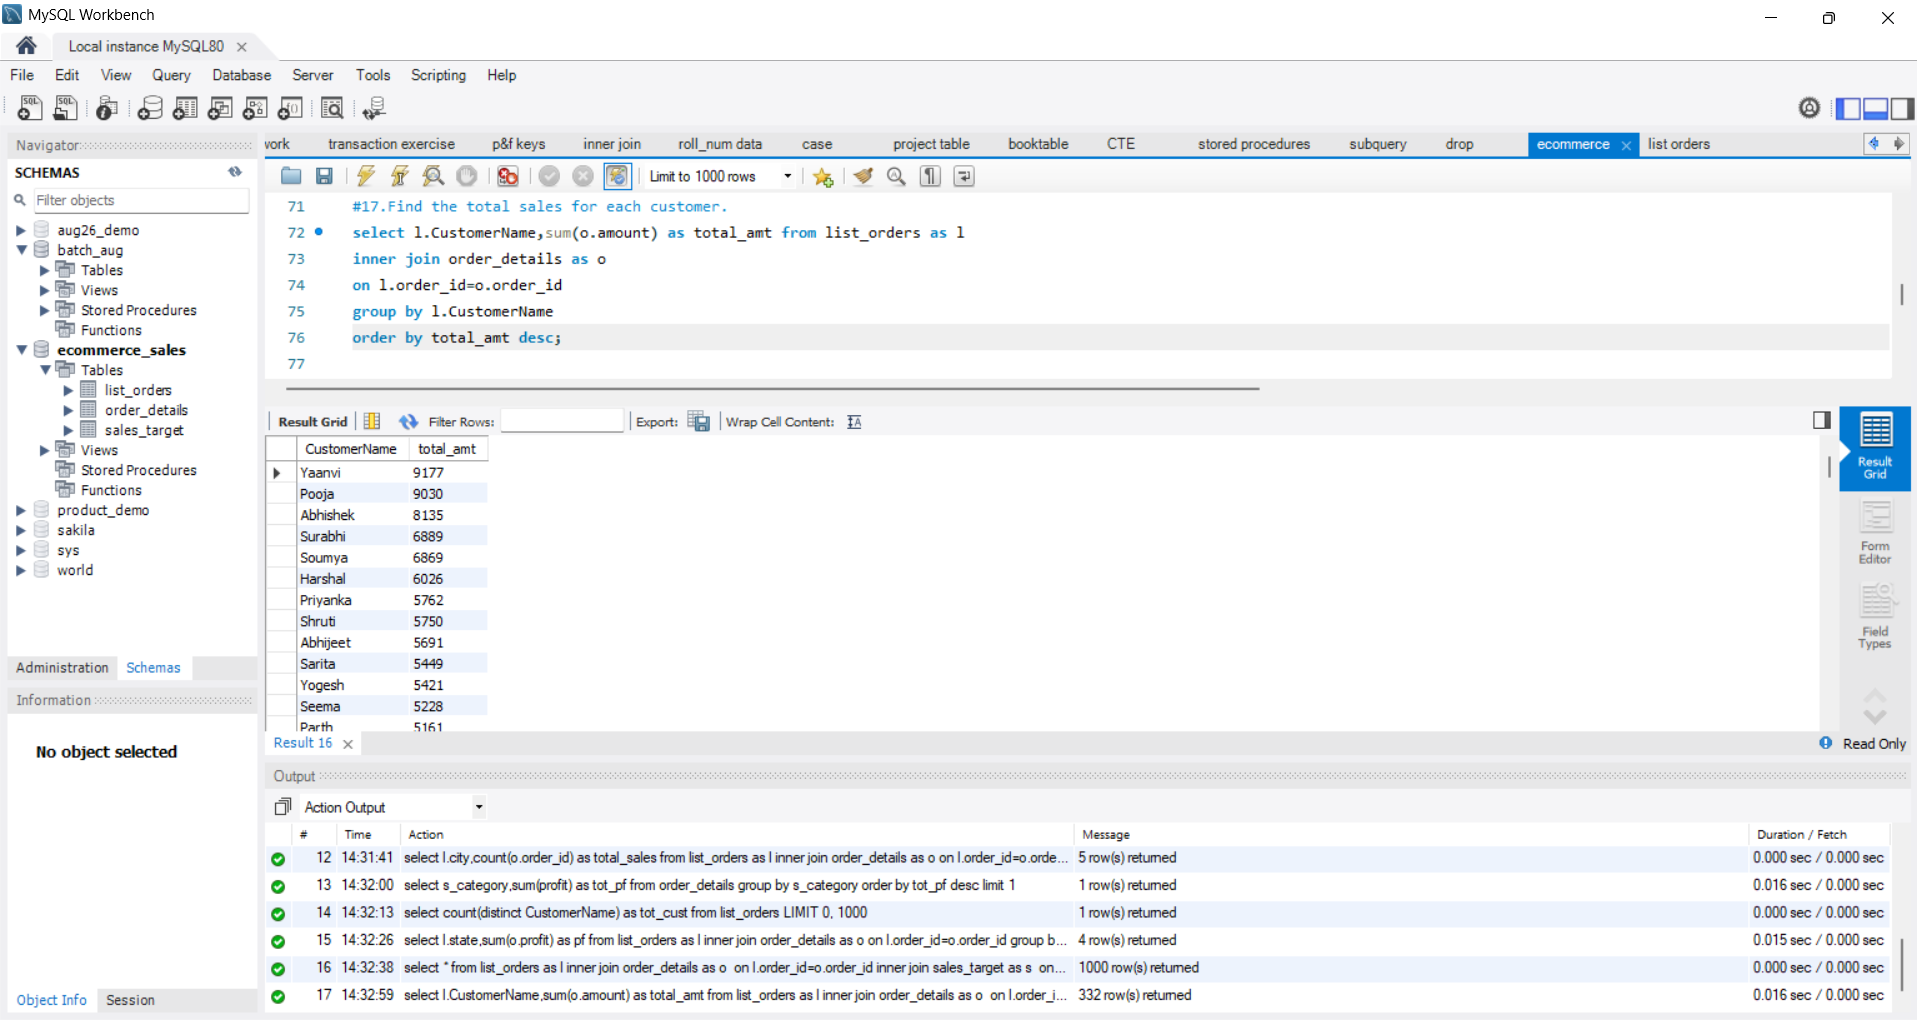 MySQL Workbench
Local instance MySQL80
File Edit View Query Database Server Tools Scripting Help
Navigator
SCHEMAS
Filter objects
aug26_demo
batch_aug
Tables
Views
Stored Procedures
Functions
ecommerce_sales
Tables
list_orders
order_details
sales_target
Views
Stored Procedures
Functions
product_demo
sakila
sys
world
Administration Schemas
Information
No object selected
Object Info Session
work transaction exercise p&f keys inner join roll_num data case project table booktable CTE stored procedures subquery drop ecommerce list orders
Limit to 1000 rows
71 #17.Find the total sales for each customer.
72 select l.CustomerName,sum(o.amount) as total_amt from list_orders as l
73 inner join order_details as o
74 on l.order_id=o.order_id
75 group by l.CustomerName
76 order by total_amt desc;
77
Result Grid Filter Rows: Export: Wrap Cell Content:
CustomerName total_amt
Yaanvi 9177
Pooja 9030
Abhishek 8135
Surabhi 6889
Soumya 6869
Harshal 6026
Priyanka 5762
Shruti 5750
Abhijeet 5691
Sarita 5449
Yogesh 5421
Seema 5228
Parth 5161
Result Grid
Form Editor
Field Types
Result 16
Read Only
Output
Action Output
# Time Action Message Duration / Fetch
12 14:31:41 select l.city,count(o.order_id) as total_sales from list_orders as l inner join order_details as o on l.order_id=o.orde... 5 row(s) returned 0.000 sec / 0.000 sec
13 14:32:00 select s_category,sum(profit) as tot_pf from order_details group by s_category order by tot_pf desc limit 1 1 row(s) returned 0.016 sec / 0.000 sec
14 14:32:13 select count(distinct CustomerName) as tot_cust from list_orders LIMIT 0, 1000 1 row(s) returned 0.000 sec / 0.000 sec
15 14:32:26 select l.state,sum(o.profit) as pf from list_orders as l inner join order_details as o on l.order_id=o.order_id group b... 4 row(s) returned 0.015 sec / 0.000 sec
16 14:32:38 select * from list_orders as l inner join order_details as o on l.order_id=o.order_id inner join sales_target as s on... 1000 row(s) returned 0.000 sec / 0.000 sec
17 14:32:59 select l.CustomerName,sum(o.amount) as total_amt from list_orders as l inner join order_details as o on l.order_i... 332 row(s) returned 0.016 sec / 0.000 sec